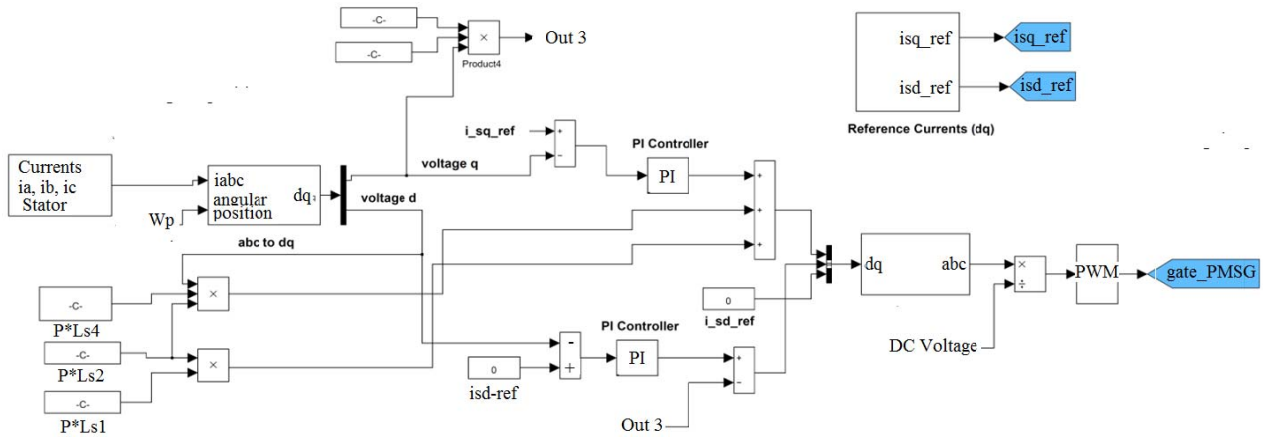 -C-
-C-
×
Product4
Out 3
isq_ref
isd_ref
isq_ref
isd_ref
Reference Currents (dq)
Currents
ia, ib, ic
Stator
Wp
iabc
angular
position
dq
abc to dq
voltage q
voltage d
i_sq_ref
+
-
PI Controller
PI
+
+
+
-C-
P*Ls4
-C-
P*Ls2
-C-
P*Ls1
×
×
0
i_sd_ref
0
isd-ref
-
+
PI Controller
PI
+
-
Out 3
dq
abc
×
÷
DC Voltage
PWM
gate_PMSG